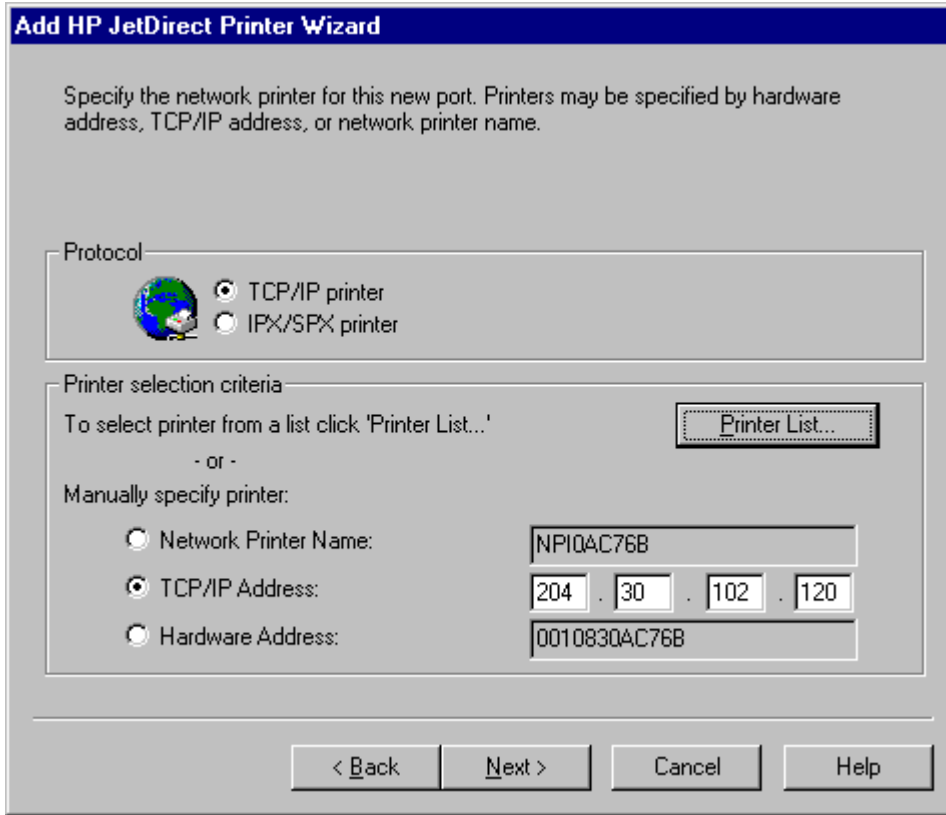 Add HP JetDirect Printer Wizard
Specify the network printer for this new port. Printers may be specified by hardware
address, TCP/IP address, or network printer name.
Protocol
TCP/IP printer
IPX/SPX printer
Printer selection criteria
To select printer from a list click 'Printer List...'
Printer List...
- or -
Manually specify printer:
Network Printer Name: NPI0AC76B
TCP/IP Address: 204 . 30 . 102 . 120
Hardware Address: 0010830AC76B
< Back Next > Cancel Help